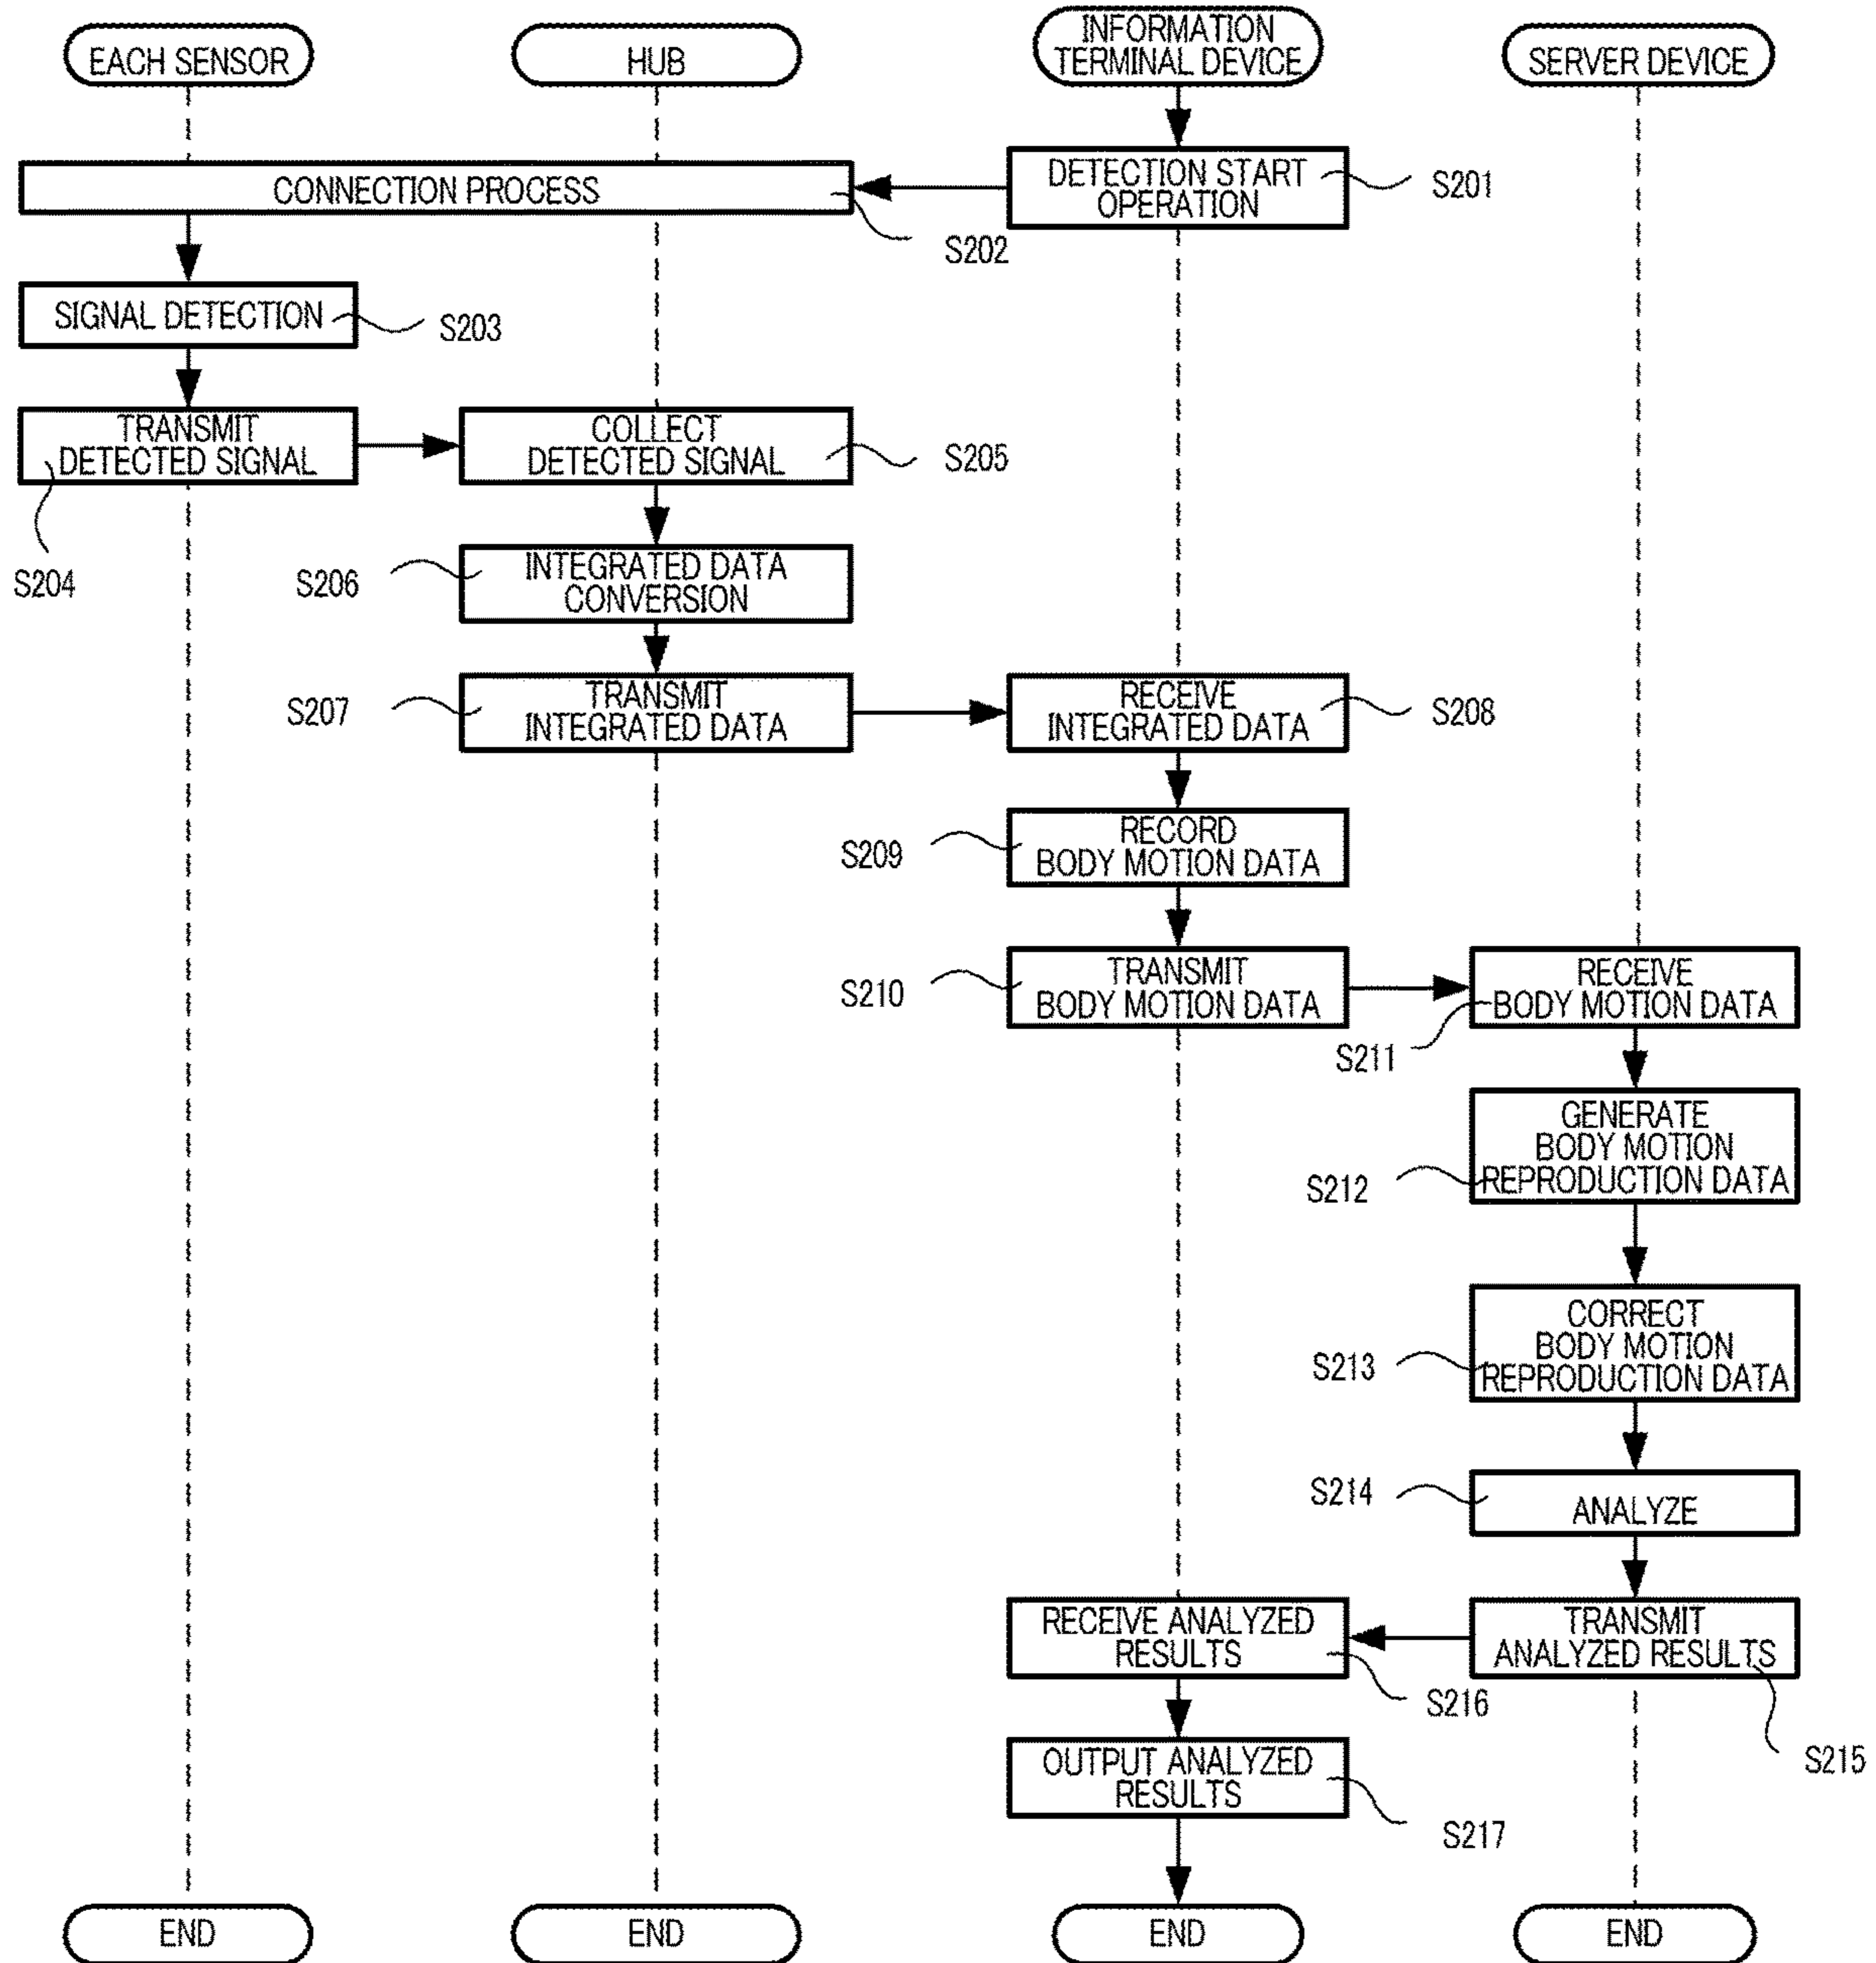 EACH SENSOR
HUB
INFORMATION
TERMINAL DEVICE
SERVER DEVICE
CONNECTION PROCESS
S202
DETECTION START
OPERATION
S201
SIGNAL DETECTION
S203
TRANSMIT
DETECTED SIGNAL
S204
COLLECT
DETECTED SIGNAL
S205
S206
INTEGRATED DATA
CONVERSION
S207
TRANSMIT
INTEGRATED DATA
RECEIVE
INTEGRATED DATA
S208
S209
RECORD
BODY MOTION DATA
S210
TRANSMIT
BODY MOTION DATA
RECEIVE
BODY MOTION DATA
S211
GENERATE
BODY MOTION
REPRODUCTION DATA
S212
CORRECT
BODY MOTION
REPRODUCTION DATA
S213
S214
ANALYZE
RECEIVE ANALYZED
RESULTS
S216
TRANSMIT
ANALYZED RESULTS
S215
OUTPUT ANALYZED
RESULTS
S217
END
END
END
END